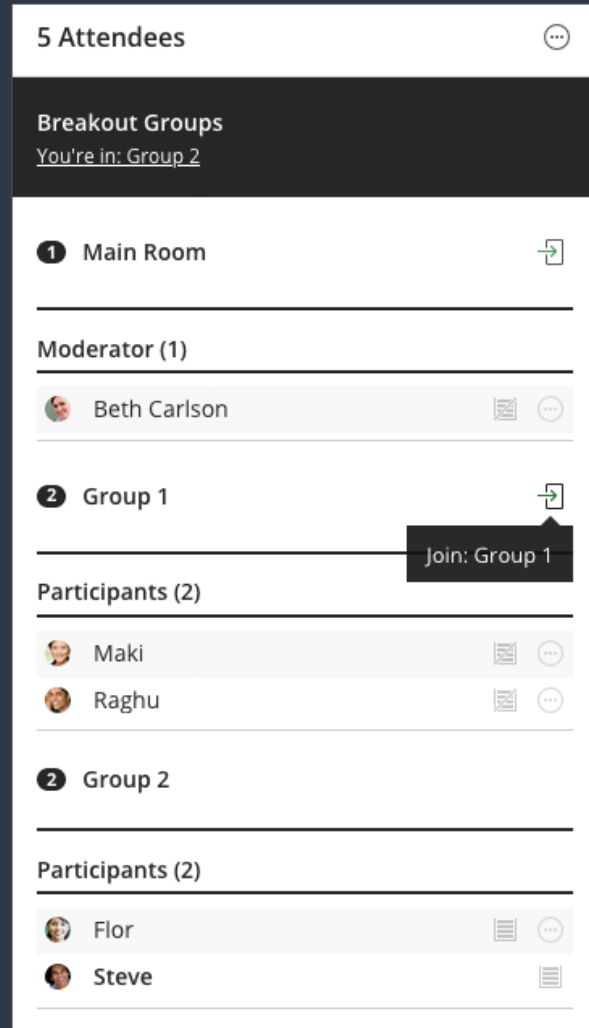 5 Attendees
Breakout Groups
You're in: Group 2
1 Main Room
Moderator (1)
Beth Carlson
2 Group 1
Join: Group 1
Participants (2)
Maki
Raghu
2 Group 2
Participants (2)
Flor
Steve